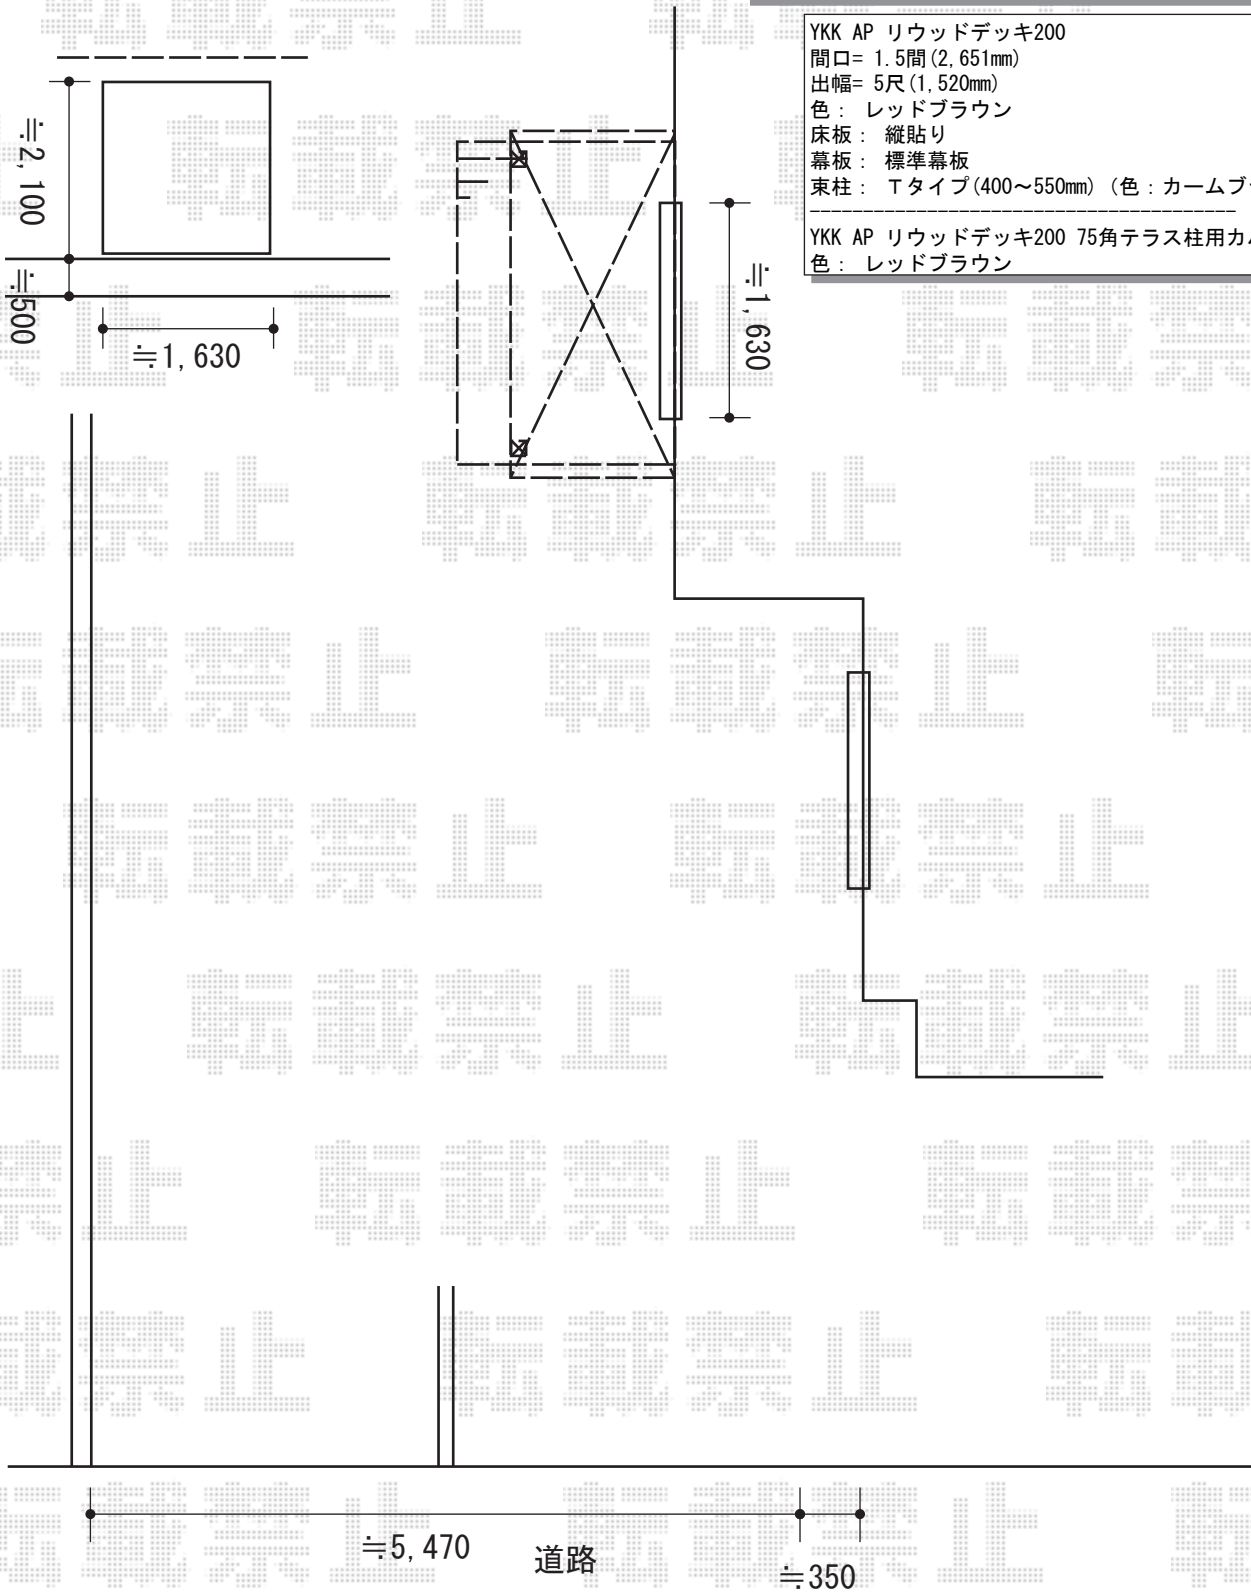 YKK AP リウッドデッキ200
間口= 1.5間(2,651mm)
出幅= 5尺(1,520mm)
色： レッドブラウン
床板： 縦貼り
幕板： 標準幕板
束柱： Ｔタイプ(400～550mm)（色：カームブ
YKK AP リウッドデッキ200 75角テラス柱用カ
色： レッドブラウン
≒2,100
≒500
≒1,630
≒1,630
≒5,470
道路
≒350
転載禁止